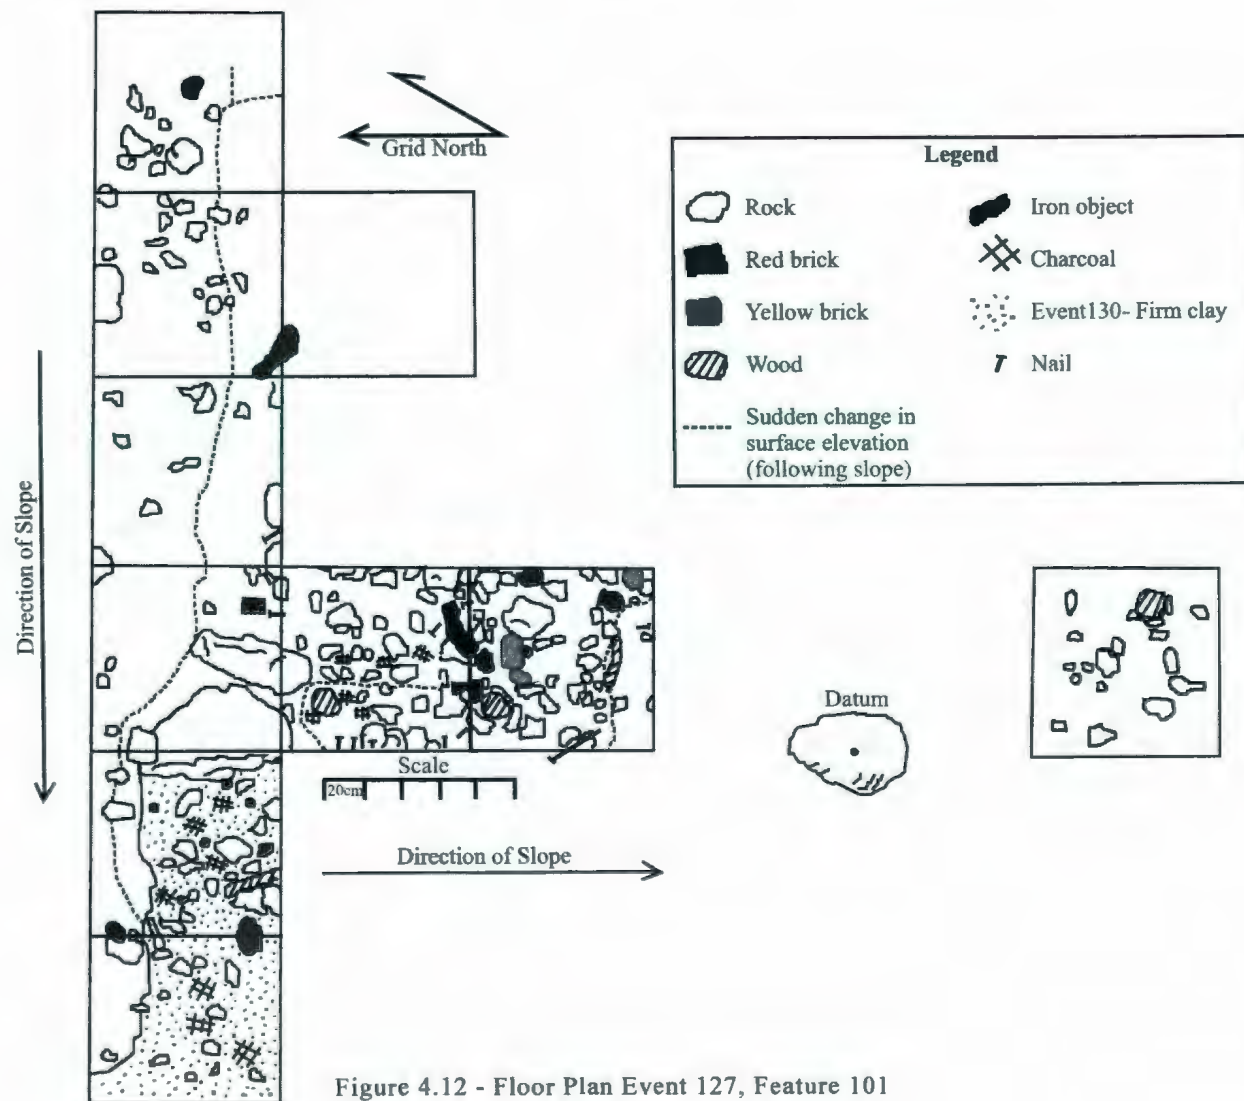 Grid North
Legend
Rock
Iron object
Red brick
Charcoal
Yellow brick
Event130- Firm clay
Wood
Nail
Sudden change in
surface elevation
(following slope)
Direction of Slope
Datum
Scale
20cm
Direction of Slope
Figure 4.12 - Floor Plan Event 127, Feature 101